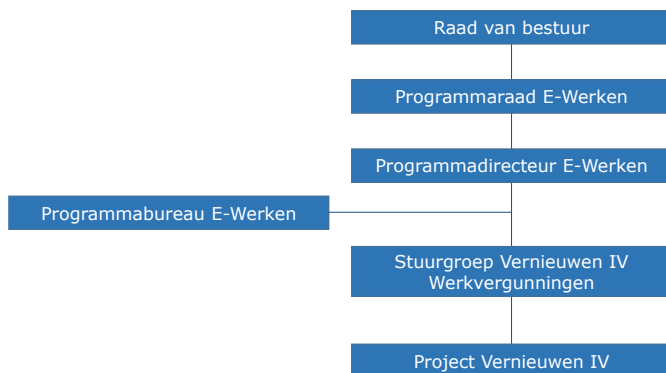 Raad van bestuur
Programmaraad E-Werken
Programmadirecteur E-Werken
Programmabureau E-Werken
Stuurgroep Vernieuwen IV
Werkvergunningen
Project Vernieuwen IV